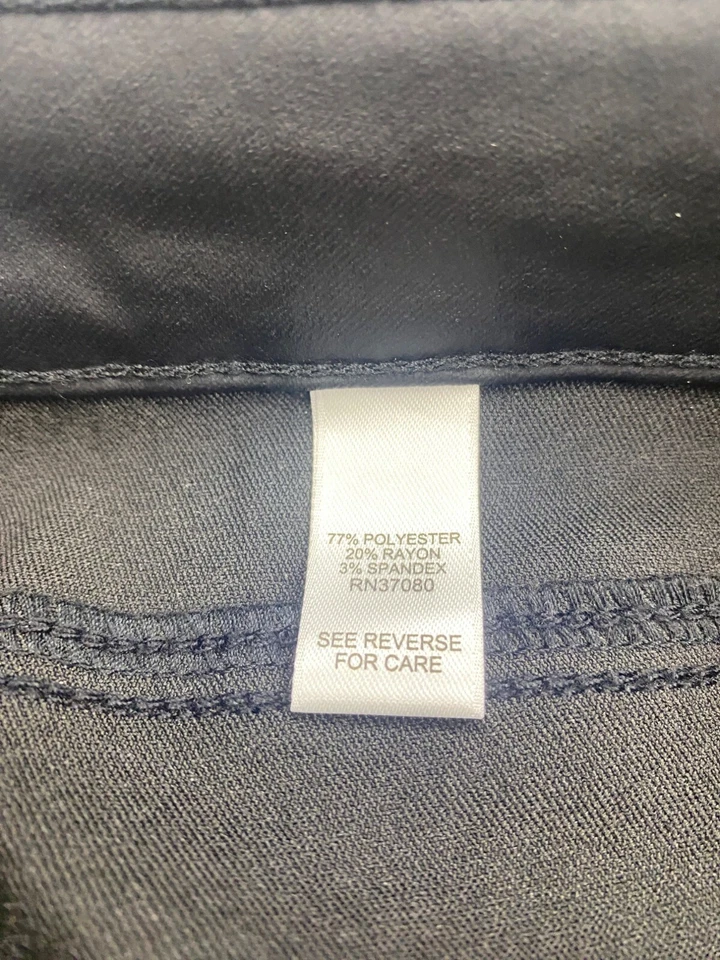 77% POLYESTER
20% RAYON
3% SPANDEX
RN37080
SEE REVERSE
FOR CARE